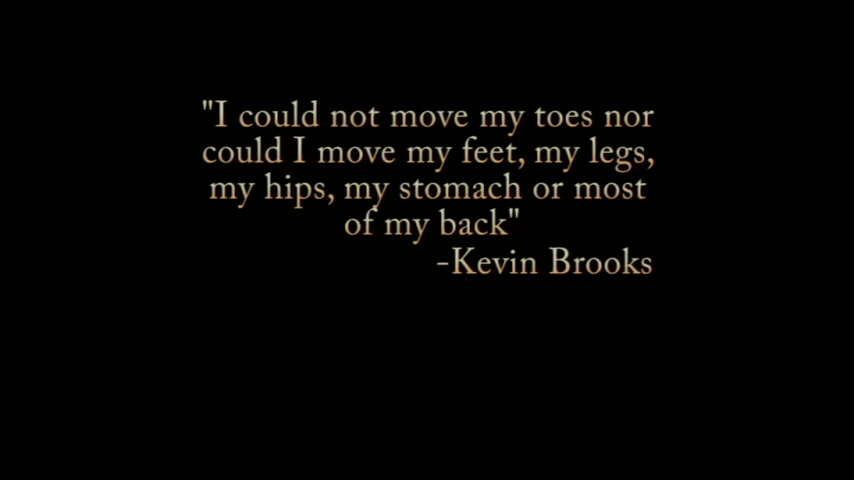 "I could not move my toes nor
could I move my feet, my legs,
my hips, my stomach or most
of my back"
-Kevin Brooks